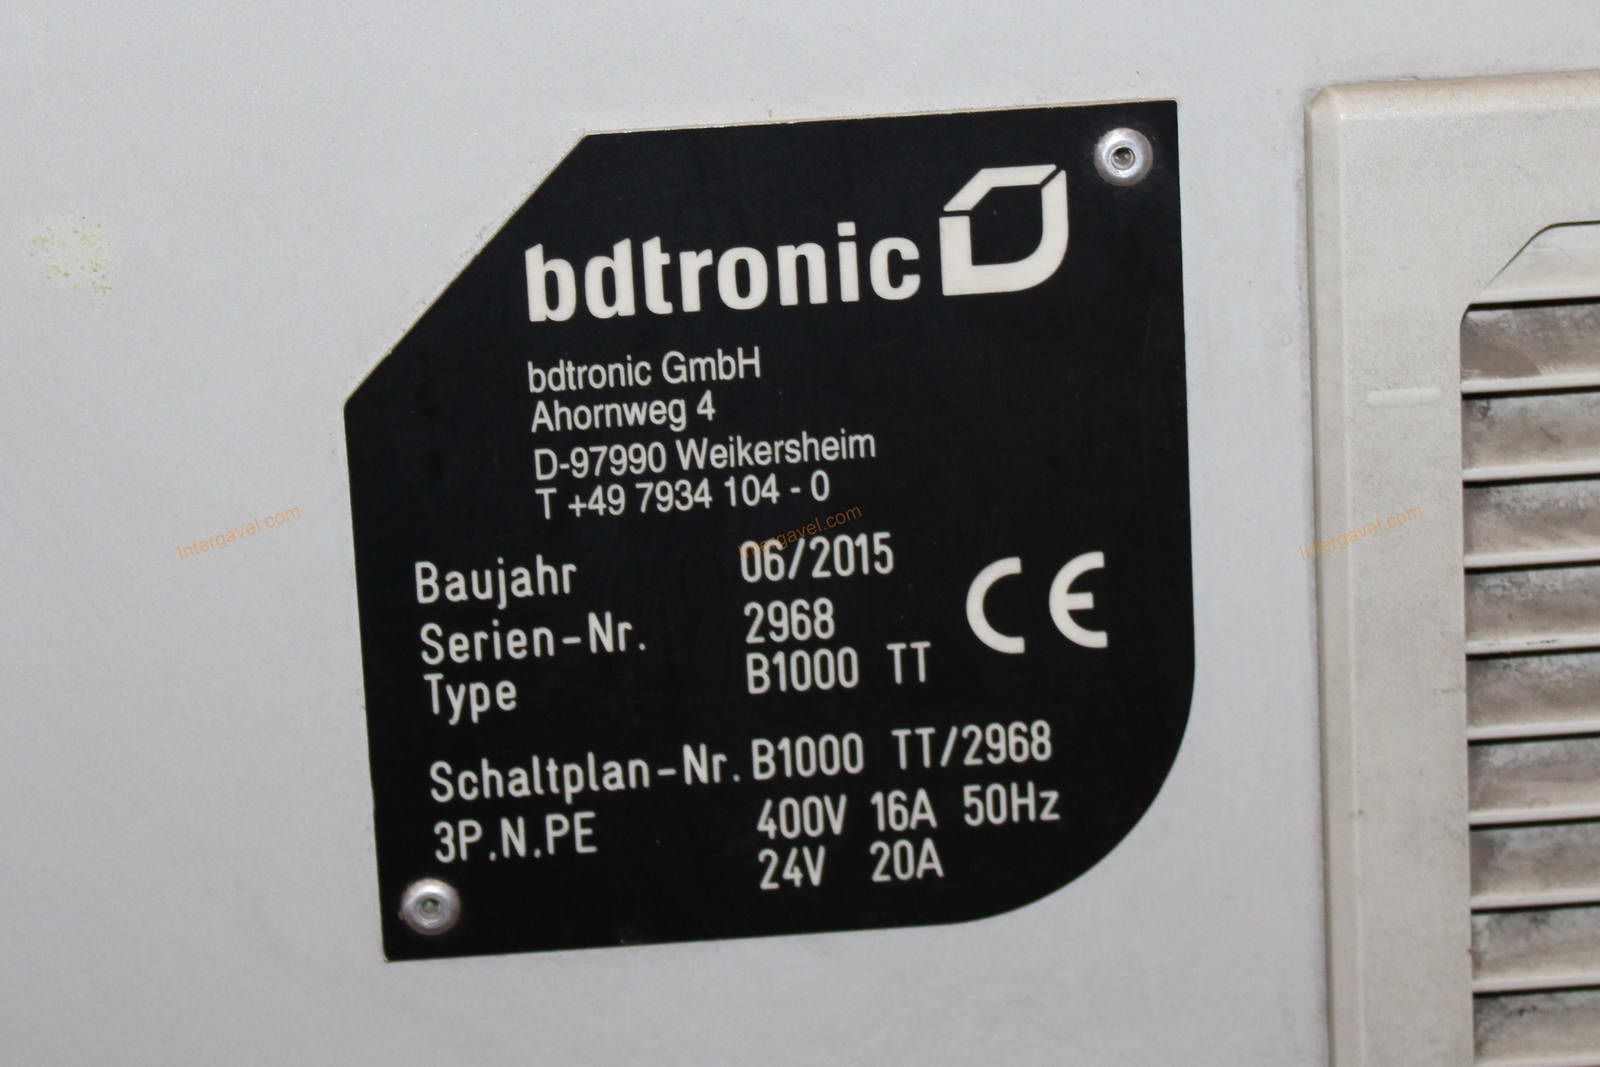 bdtronic
bdtronic GmbH
Ahornweg 4
D-97990 Weikersheim
T +49 7934 104 - 0
Intergavel.com
Intergavel.com
Intergavel.com
Baujahr 06/2015
Serien-Nr. 2968
CE
Type B1000 TT
Schaltplan-Nr. B1000 TT/2968
3P.N.PE 400V 16A 50Hz
24V 20A